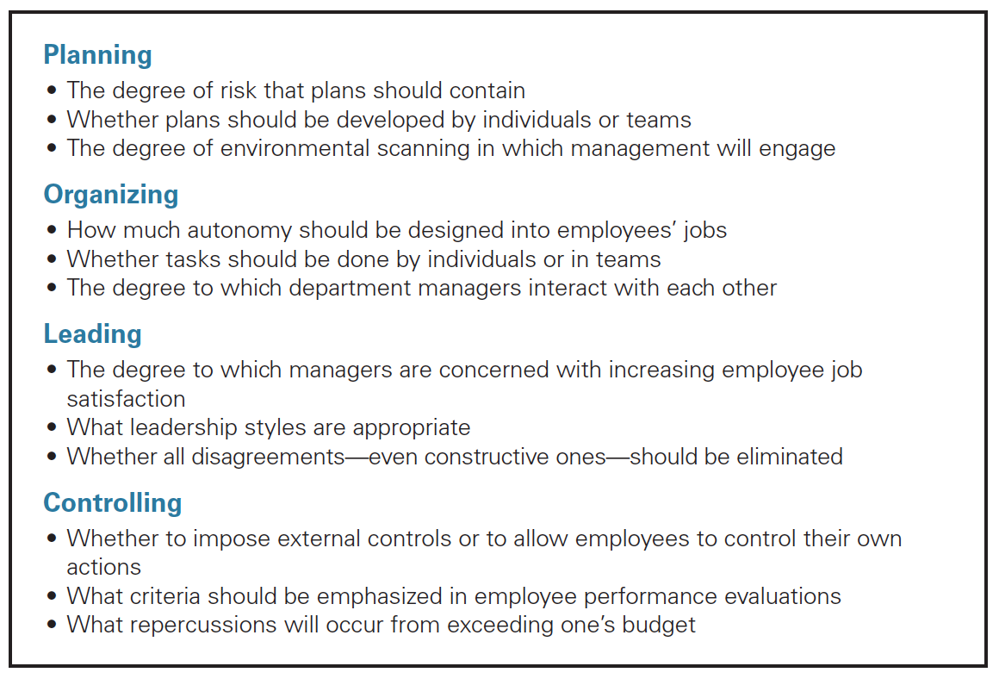 Planning
• The degree of risk that plans should contain
• Whether plans should be developed by individuals or teams
• The degree of environmental scanning in which management will engage
Organizing
• How much autonomy should be designed into employees’ jobs
• Whether tasks should be done by individuals or in teams
• The degree to which department managers interact with each other
Leading
• The degree to which managers are concerned with increasing employee job
satisfaction
• What leadership styles are appropriate
• Whether all disagreements—even constructive ones—should be eliminated
Controlling
• Whether to impose external controls or to allow employees to control their own
actions
• What criteria should be emphasized in employee performance evaluations
• What repercussions will occur from exceeding one’s budget